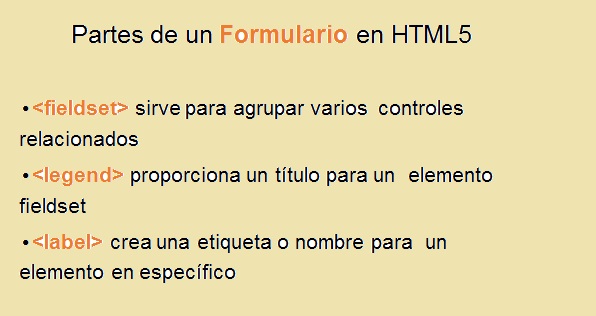 Partes de un Formulario en HTML5
•<fieldset> sirve para agrupar varios controles
relacionados
•<legend> proporciona un título para un elemento
fieldset
•<label> crea una etiqueta o nombre para un
elemento en específico